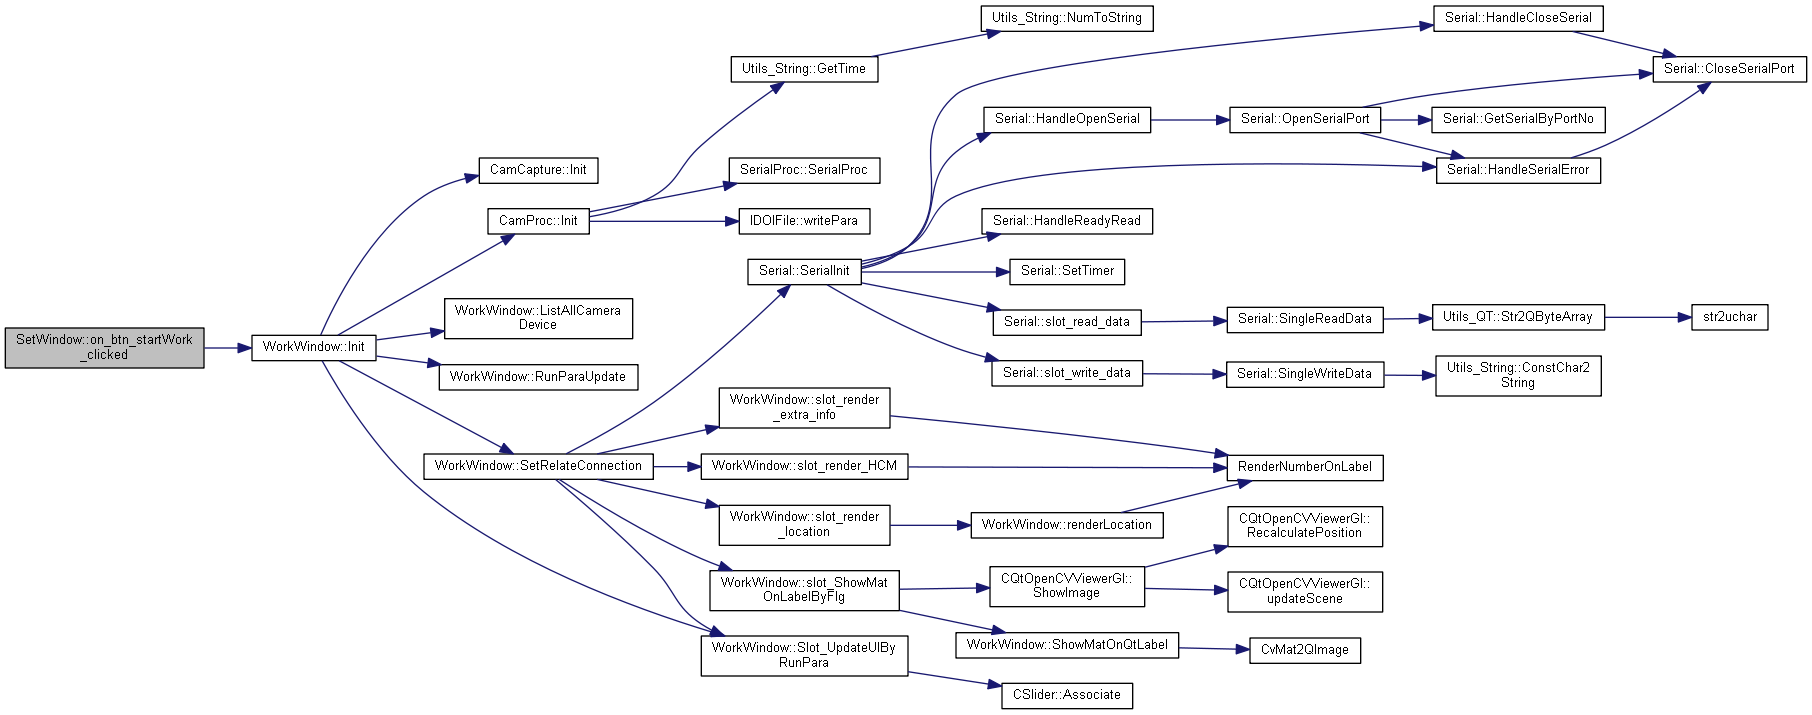 SetWindow::on_btn_startWork
_clicked
WorkWindow::Init
CamCapture::Init
CamProc::Init
WorkWindow::ListAllCamera
Device
WorkWindow::RunParaUpdate
WorkWindow::SetRelateConnection
Utils_String::GetTime
SerialProc::SerialProc
IDOIFile::writePara
Serial::SerialInit
WorkWindow::slot_render
_extra_info
WorkWindow::slot_render_HCM
WorkWindow::slot_render
_location
WorkWindow::slot_ShowMat
OnLabelByFlg
WorkWindow::Slot_UpdateUIBy
RunPara
Utils_String::NumToString
Serial::HandleOpenSerial
Serial::HandleReadyRead
Serial::SetTimer
Serial::slot_read_data
Serial::slot_write_data
WorkWindow::renderLocation
CQtOpenCVViewerGl::
ShowImage
WorkWindow::ShowMatOnQtLabel
CSlider::Associate
Serial::OpenSerialPort
Serial::SingleReadData
Serial::SingleWriteData
RenderNumberOnLabel
CQtOpenCVViewerGl::
RecalculatePosition
CQtOpenCVViewerGl::
updateScene
CvMat2QImage
Serial::HandleCloseSerial
Serial::GetSerialByPortNo
Serial::HandleSerialError
Utils_QT::Str2QByteArray
Utils_String::ConstChar2
String
Serial::CloseSerialPort
str2uchar